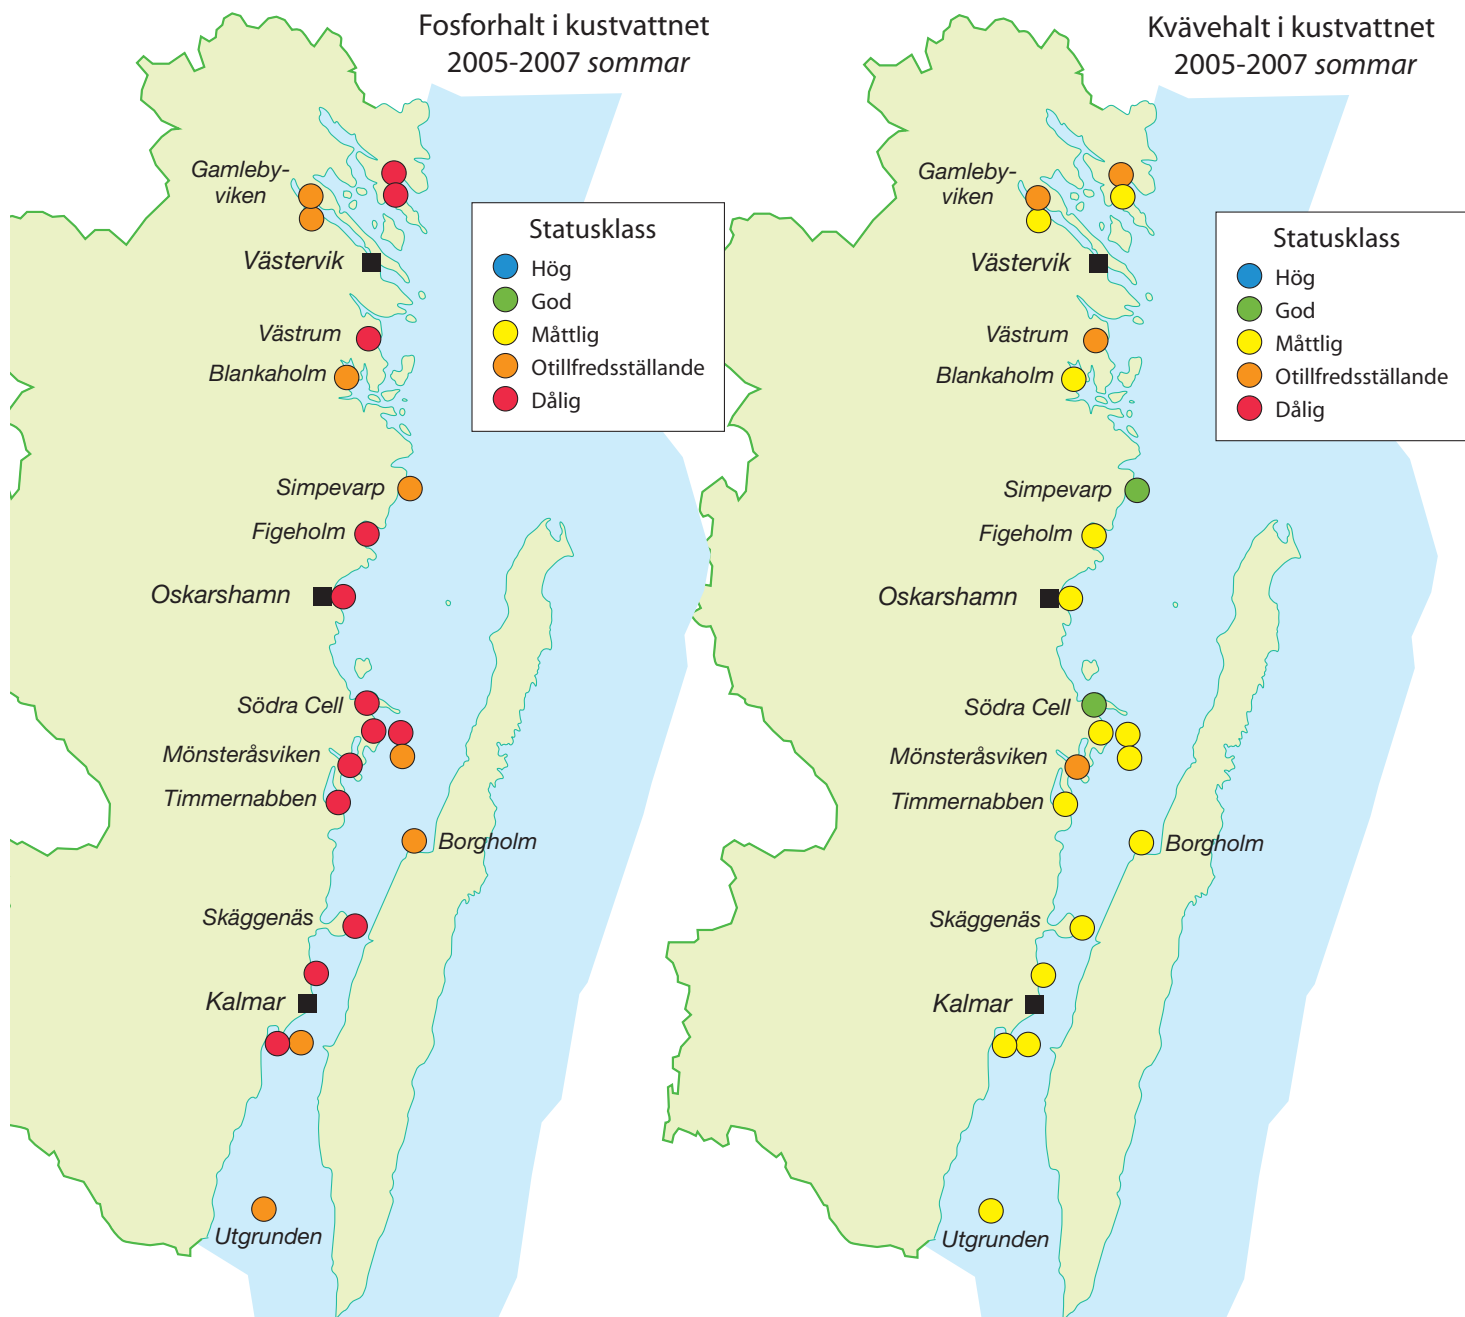 Fosforhalt i kustvattnet
2005-2007 sommar
Gamleby-
viken
Västervik
Västrum
Blankaholm
Simpevarp
Figeholm
Oskarshamn
Södra Cell
Mönsteråsviken
Timmernabben
Borgholm
Skäggenäs
Kalmar
Utgrunden
Statusklass
Hög
God
Måttlig
Otillfredsställande
Dålig
Kvävehalt i kustvattnet
2005-2007 sommar
Gamleby-
viken
Västervik
Västrum
Blankaholm
Simpevarp
Figeholm
Oskarshamn
Södra Cell
Mönsteråsviken
Timmernabben
Borgholm
Skäggenäs
Kalmar
Utgrunden
Statusklass
Hög
God
Måttlig
Otillfredsställande
Dålig